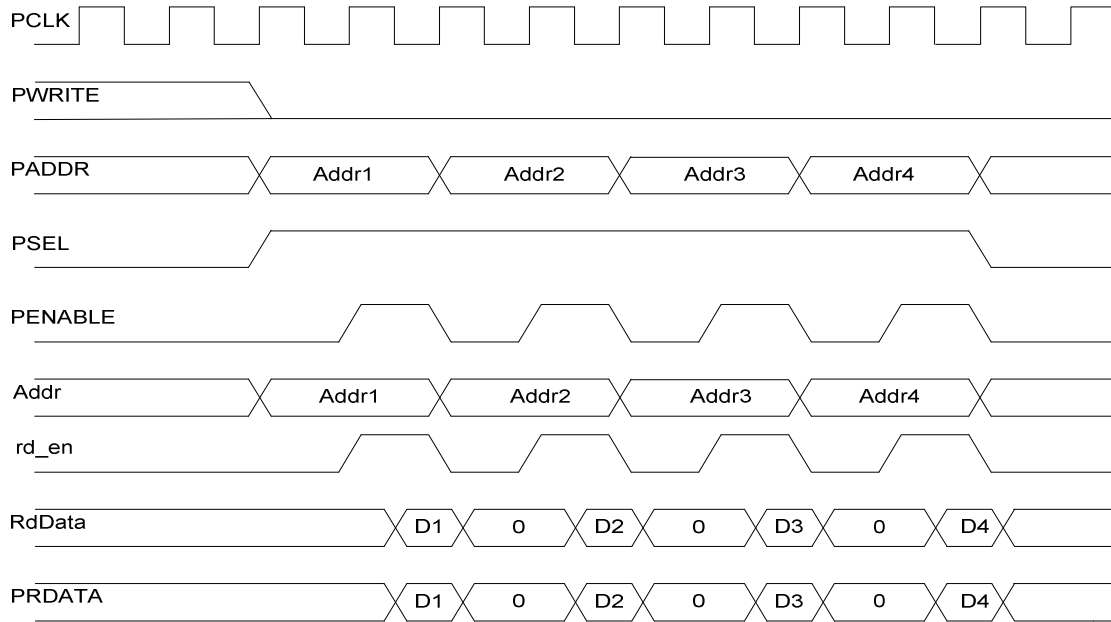 PCLK
PWRITE
PADDR Addr1 Addr2 Addr3 Addr4
PSEL
PENABLE
Addr Addr1 Addr2 Addr3 Addr4
rd_en
RdData D1 0 D2 0 D3 0 D4
PRDATA D1 0 D2 0 D3 0 D4